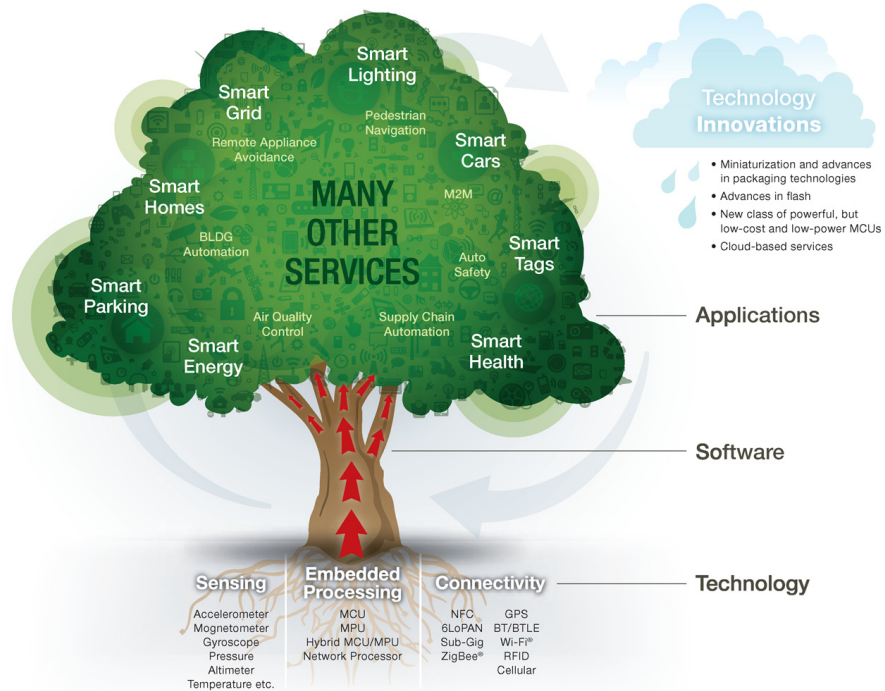 Smart
Lighting
Smart
Grid
Pedestrian
Navigation
Remote Appliance
Avoidance
Smart
Cars
Smart
Homes
MANY
OTHER
SERVICES
M2M
BLDG
Automation
Smart
Tags
Auto
Safety
Smart
Parking
Air Quality
Control
Supply Chain
Automation
Smart
Energy
Smart
Health
Technology
Innovations
• Miniaturization and advances
in packaging technologies
• Advances in flash
• New class of powerful, but
low-cost and low-power MCUs
• Cloud-based services
Applications
Software
Technology
Sensing
Accelerometer
Mognetometer
Gyroscope
Pressure
Altimeter
Temperature etc.
Embedded
Processing
MCU
MPU
Hybrid MCU/MPU
Network Processor
Connectivity
NFC
6LoPAN
Sub-Gig
ZigBee®
GPS
BT/BTLE
Wi-Fi®
RFID
Cellular